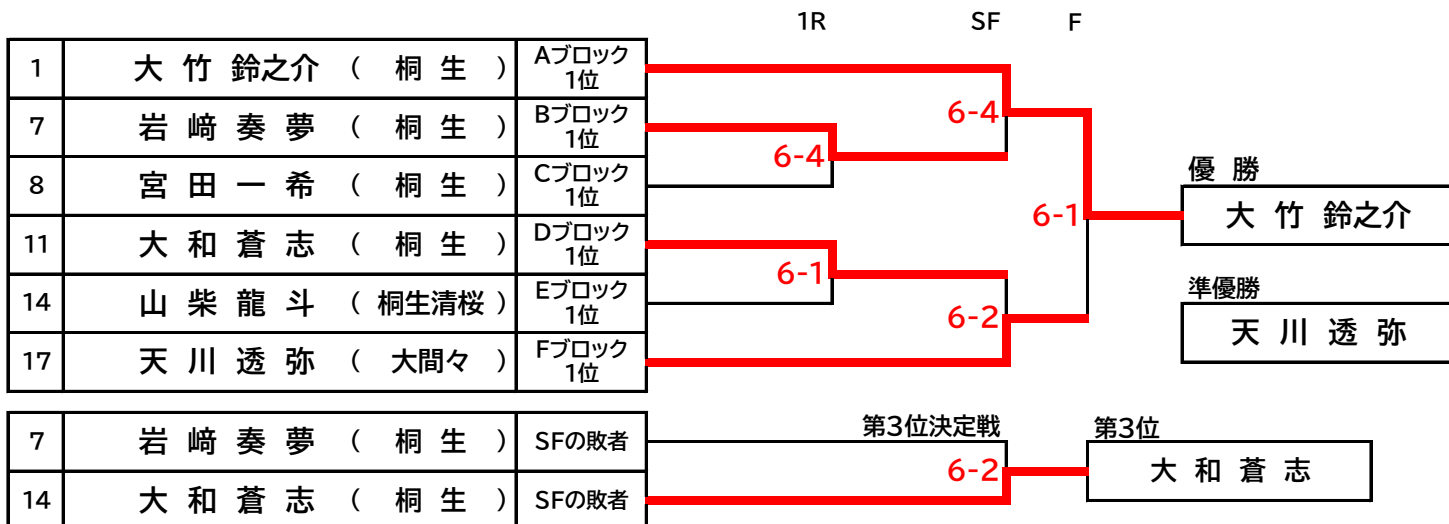 1R SF F
1 大竹 鈴之介 ( 桐生 ) Aブロック 1位
7 岩﨑奏夢 ( 桐生 ) Bブロック 1位
8 宮田一希 ( 桐生 ) Cブロック 1位
11 大和蒼志 ( 桐生 ) Dブロック 1位
14 山柴龍斗 ( 桐生清桜 ) Eブロック 1位
17 天川透弥 ( 大間々 ) Fブロック 1位
6-4
6-4
6-1
6-1
6-2
優勝
大竹 鈴之介
準優勝
天川透弥
7 岩﨑奏夢 ( 桐生 ) SFの敗者
14 大和蒼志 ( 桐生 ) SFの敗者
第3位決定戦
6-2
第3位
大和蒼志